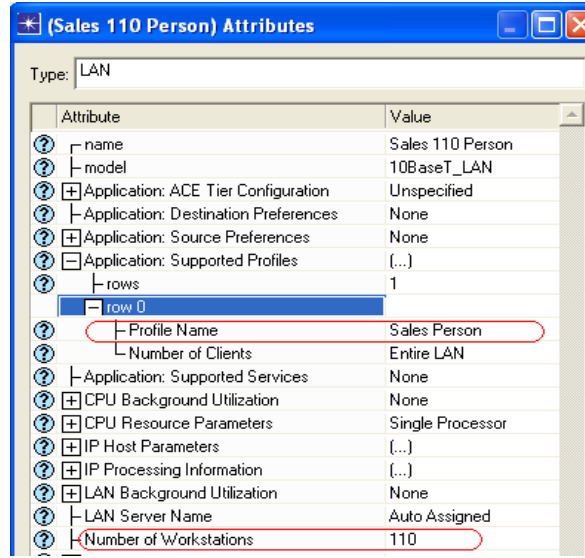 (Sales 110 Person) Attributes
Type: LAN
Attribute Value
name Sales 110 Person
model 10BaseT_LAN
Application: ACE Tier Configuration Unspecified
Application: Destination Preferences None
Application: Source Preferences None
Application: Supported Profiles (...)
rows 1
row 0
Profile Name Sales Person
Number of Clients Entire LAN
Application: Supported Services None
CPU Background Utilization None
CPU Resource Parameters Single Processor
IP Host Parameters (...)
IP Processing Information (...)
LAN Background Utilization None
LAN Server Name Auto Assigned
Number of Workstations 110